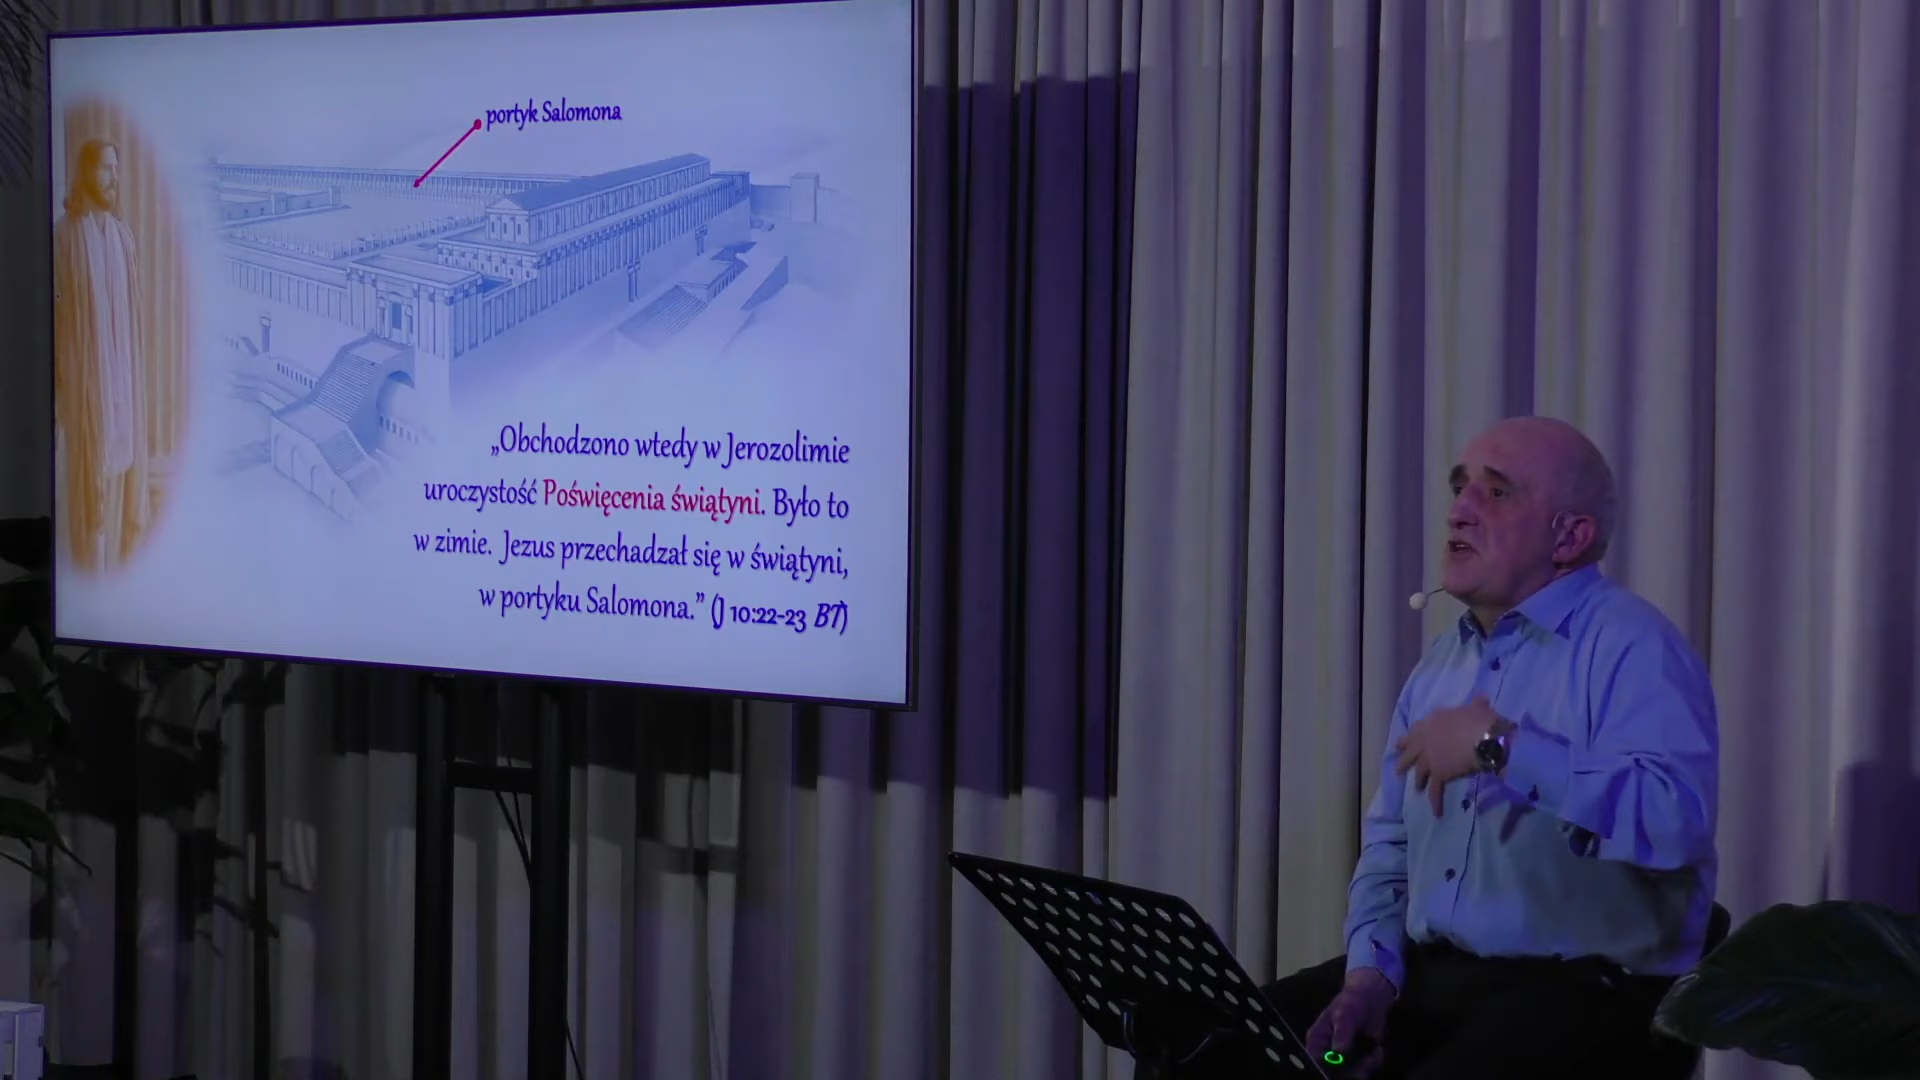 portyk Salomona
„Obchodzono wtedy w Jerozolimie
uroczystość Poświęcenia świątyni. Było to
w zimie. Jezus przechadzał się w świątyni,
w portyku Salomona.” (J 10:22-23 BT)